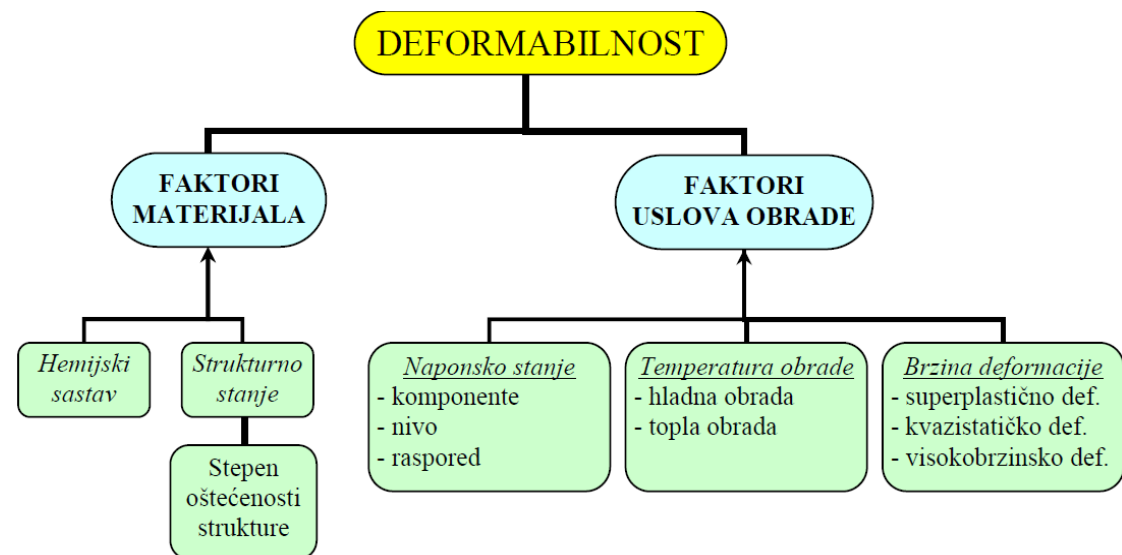 DEFORMABILNOST
FAKTORI
MATERIJALA
FAKTORI
USLOVA OBRADE
Hemijski
sastav
Strukturno
stanje
Stepen
oštećenosti
strukture
Naponsko stanje
- komponente
- nivo
- raspored
Temperatura obrade
- hladna obrada
- topla obrada
Brzina deformacije
- superplastično def.
- kvazistatičko def.
- visokobrzinsko def.